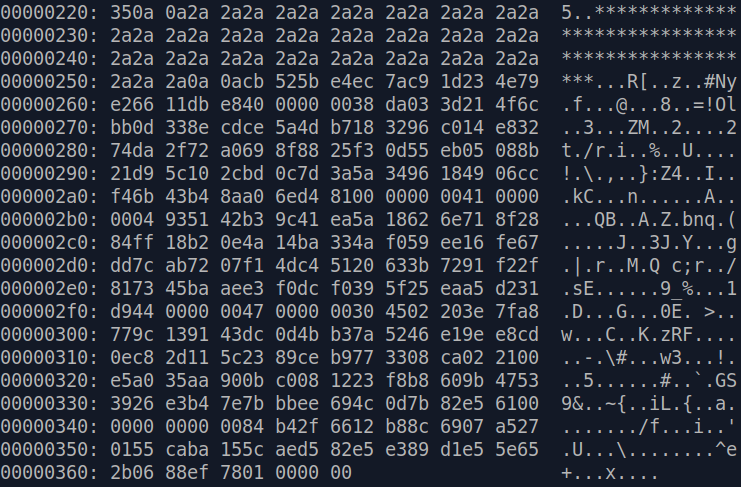 00000220: 350a 0a2a 2a2a 2a2a 2a2a 2a2a 2a2a 2a2a  5..*************
00000230: 2a2a 2a2a 2a2a 2a2a 2a2a 2a2a 2a2a 2a2a  ****************
00000240: 2a2a 2a2a 2a2a 2a2a 2a2a 2a2a 2a2a 2a2a  ****************
00000250: 2a2a 2a0a 0acb 525b e4ec 7ac9 1d23 4e79  ***...R[..z..#Ny
00000260: e266 11db e840 0000 0038 da03 3d21 4f6c  .f...@...8..=!Ol
00000270: bb0d 338e cdce 5a4d b718 3296 c014 e832  ..3...ZM..2....2
00000280: 74da 2f72 a069 8f88 25f3 0d55 eb05 088b  t./r.i..%..U....
00000290: 21d9 5c10 2cbd 0c7d 3a5a 3496 1849 06cc  !.\.,..}:Z4..I..
000002a0: f46b 43b4 8aa0 6ed4 8100 0000 0041 0000  .kC...n......A..
000002b0: 0004 9351 42b3 9c41 ea5a 1862 6e71 8f28  ...QB..A.Z.bnq.(
000002c0: 84ff 18b2 0e4a 14ba 334a f059 ee16 fe67  .....J..3J.Y...g
000002d0: dd7c ab72 07f1 4dc4 5120 633b 7291 f22f  .|.r..M.Q c;r../
000002e0: 8173 45ba aee3 f0dc f039 5f25 eaa5 d231  .sE......9_%...1
000002f0: d944 0000 0047 0000 0030 4502 203e 7fa8  .D...G...0E. >..
00000300: 779c 1391 43dc 0d4b b37a 5246 e19e e8cd  w...C..K.zRF....
00000310: 0ec8 2d11 5c23 89ce b977 3308 ca02 2100  ..-.\#...w3...!.
00000320: e5a0 35aa 900b c008 1223 f8b8 609b 4753  ..5......#..`.GS
00000330: 3926 e3b4 7e7b bbee 694c 0d7b 82e5 6100  9&..~{..iL.{..a.
00000340: 0000 0000 0084 b42f 6612 b88c 6907 a527  ......./f...i..'
00000350: 0155 caba 155c aed5 82e5 e389 d1e5 5e65  .U...\........^e
00000360: 2b06 88ef 7801 0000 00  +...x....